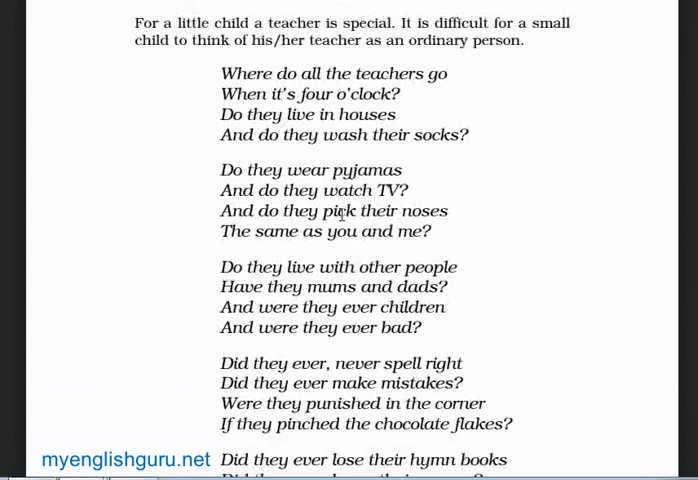 For a little child a teacher is special. It is difficult for a small
child to think of his/her teacher as an ordinary person.
Where do all the teachers go
When it's four o'clock?
Do they live in houses
And do they wash their socks?
Do they wear pyjamas
And do they watch TV?
And do they pick their noses
The same as you and me?
Do they live with other people
Have they mums and dads?
And were they ever children
And were they ever bad?
Did they ever, never spell right
Did they ever make mistakes?
Were they punished in the corner
If they pinched the chocolate flakes?
myenglishguru.net
Did they ever lose their hymn books